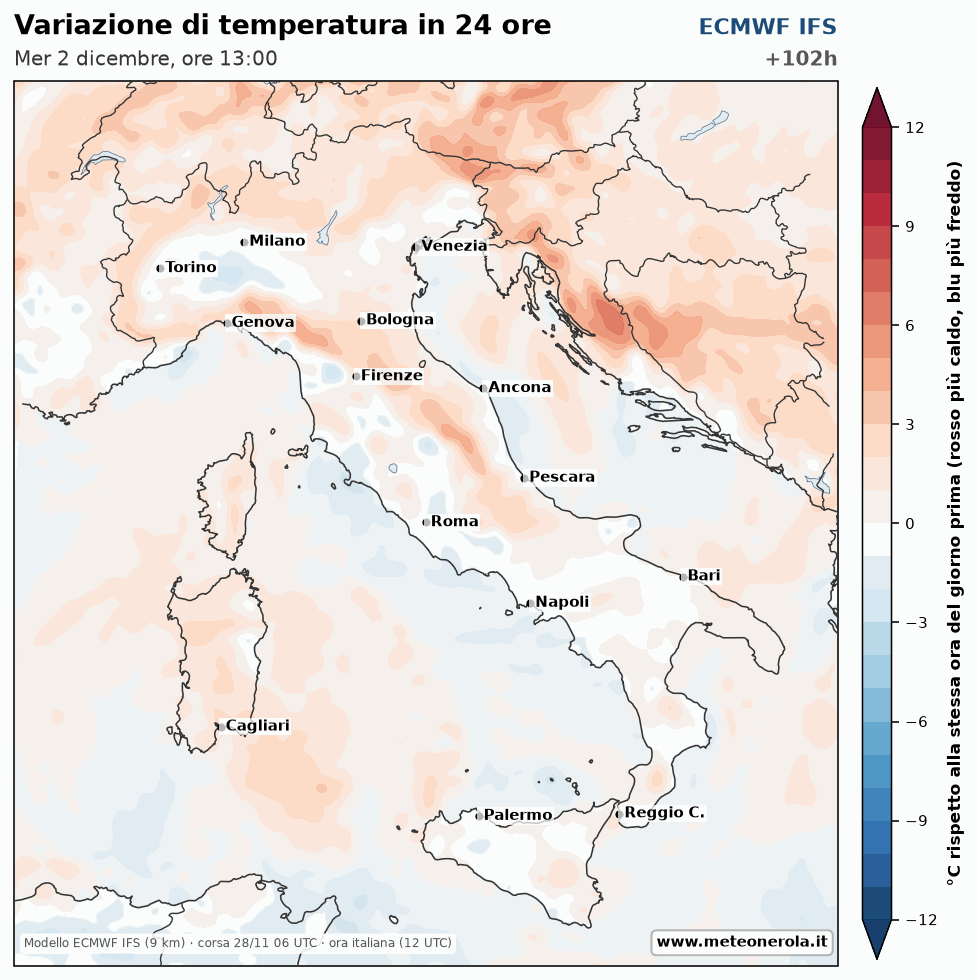 Variazione di temperatura in 24 ore
ECMWF IFS
Mer 2 dicembre, ore 13:00
+102h
Milano
Venezia
Torino
Genova
Bologna
Firenze
Ancona
Pescara
Roma
Bari
Napoli
Cagliari
Palermo
Reggio C.
12
9
6
3
0
−3
−6
−9
−12
°C rispetto alla stessa ora del giorno prima (rosso più caldo, blu più freddo)
Modello ECMWF IFS (9 km) · corsa 28/11 06 UTC · ora italiana (12 UTC)
www.meteonerola.it